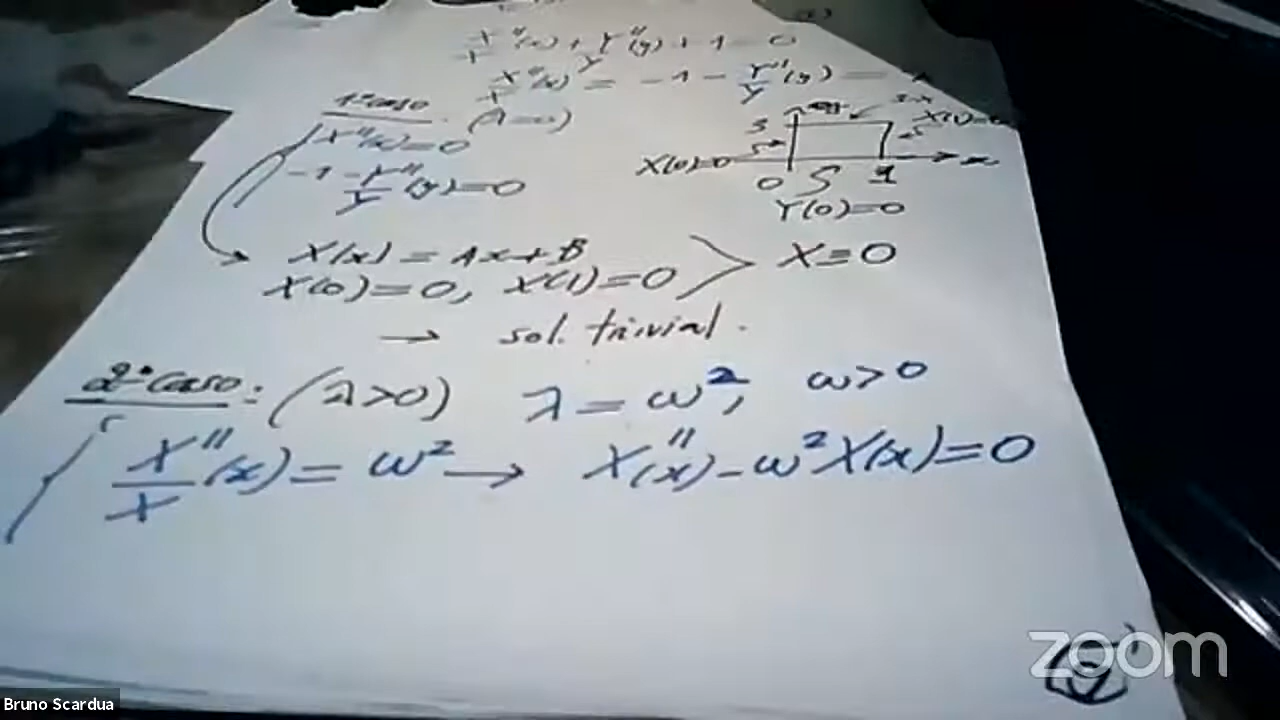 X''/X (x) + Y''/Y (y) + 1 = 0
X''/X (x) = -1 - Y''/Y (y) =
1º caso (λ=0)
X''(x)=0
-1 - Y''/Y (y)=0
X(0)=0
0 S 1
Y(0)=0
X(x) = Ax+B
X(0)=0, X(1)=0 > X≡0
→ sol. trivial.
2º caso: (λ>0) λ = ω², ω>0
X''/X (x) = ω² → X''(x) - ω²X(x)=0
zoom
Bruno Scardua